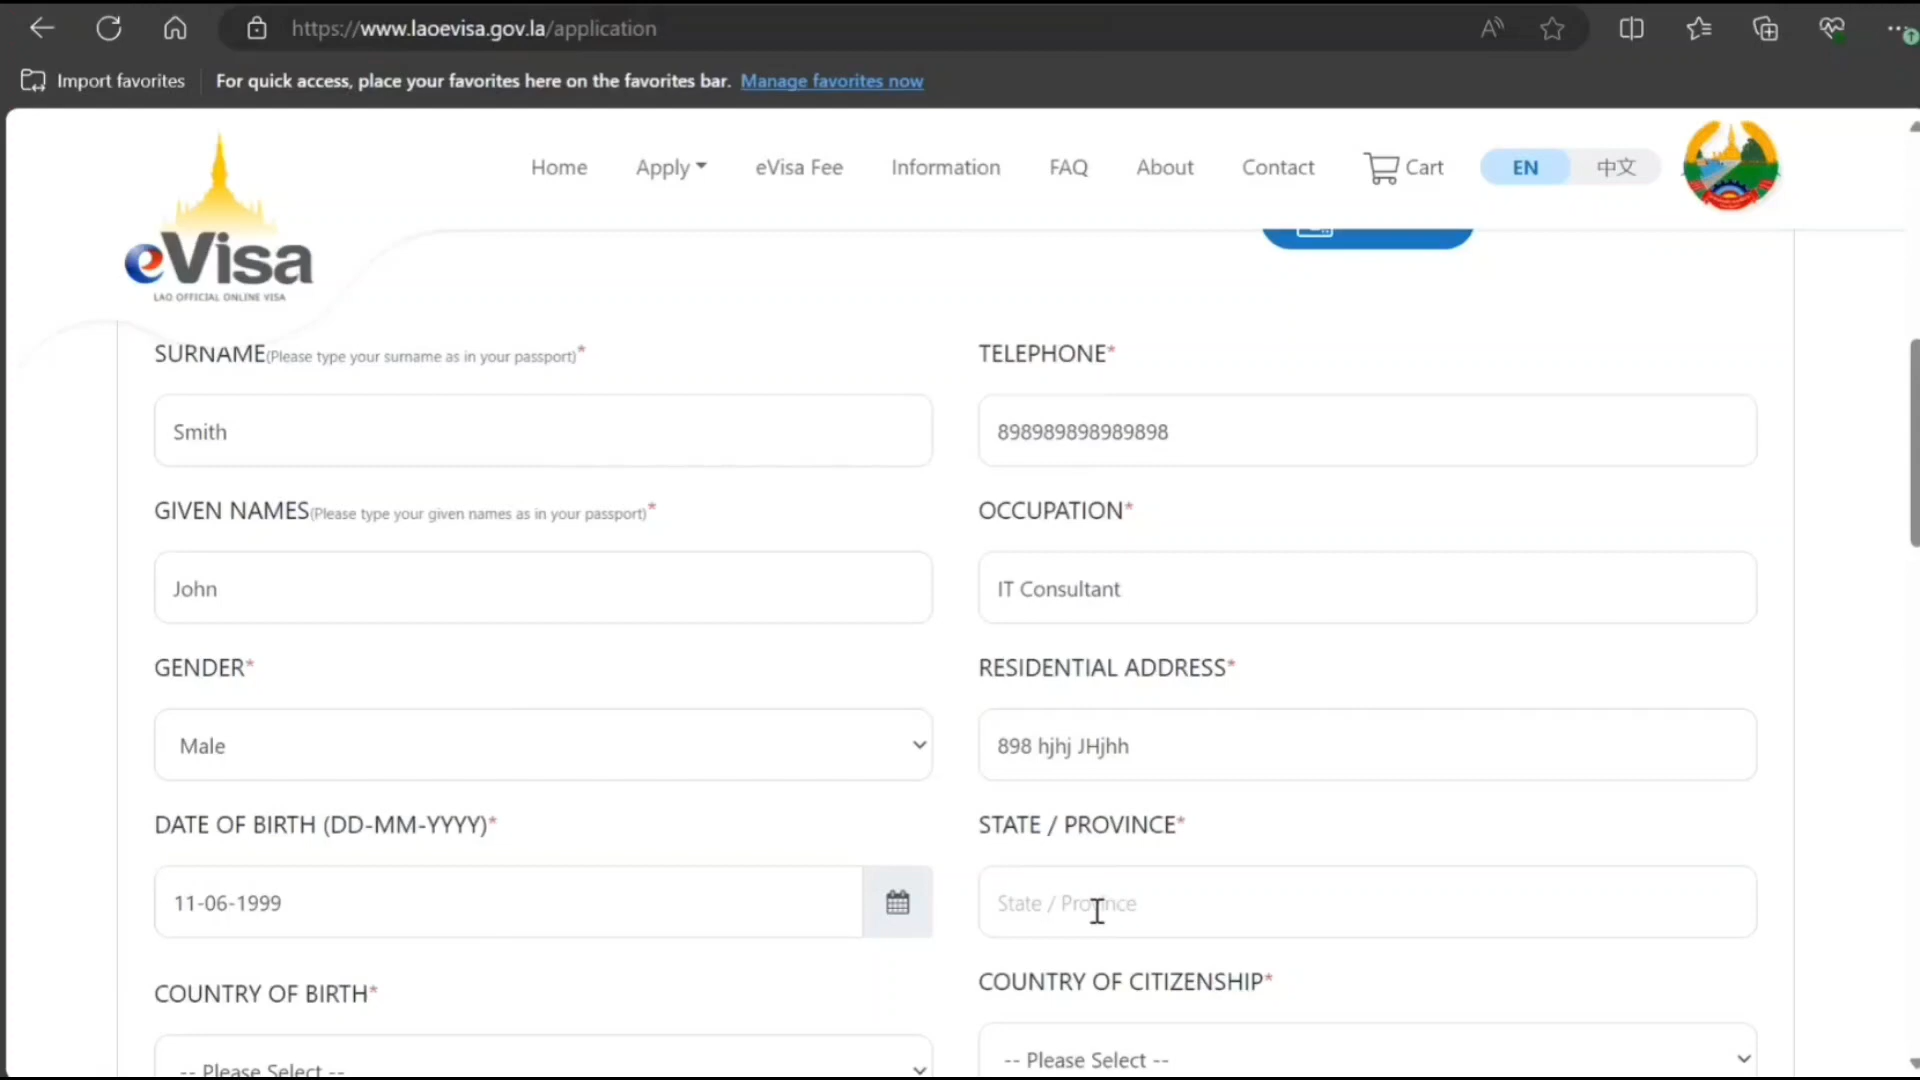 https://www.laoevisa.gov.la/application
Import favorites
For quick access, place your favorites here on the favorites bar. Manage favorites now
eVisa
LAO OFFICIAL ONLINE VISA
Home
Apply
eVisa Fee
Information
FAQ
About
Contact
Cart
EN
中文
SURNAME(Please type your surname as in your passport)*
Smith
TELEPHONE*
898989898989898
GIVEN NAMES(Please type your given names as in your passport)*
John
OCCUPATION*
IT Consultant
GENDER*
Male
RESIDENTIAL ADDRESS*
898 hjhj JHjhh
DATE OF BIRTH (DD-MM-YYYY)*
11-06-1999
STATE / PROVINCE*
State / Province
COUNTRY OF BIRTH*
-- Please Select --
COUNTRY OF CITIZENSHIP*
-- Please Select --